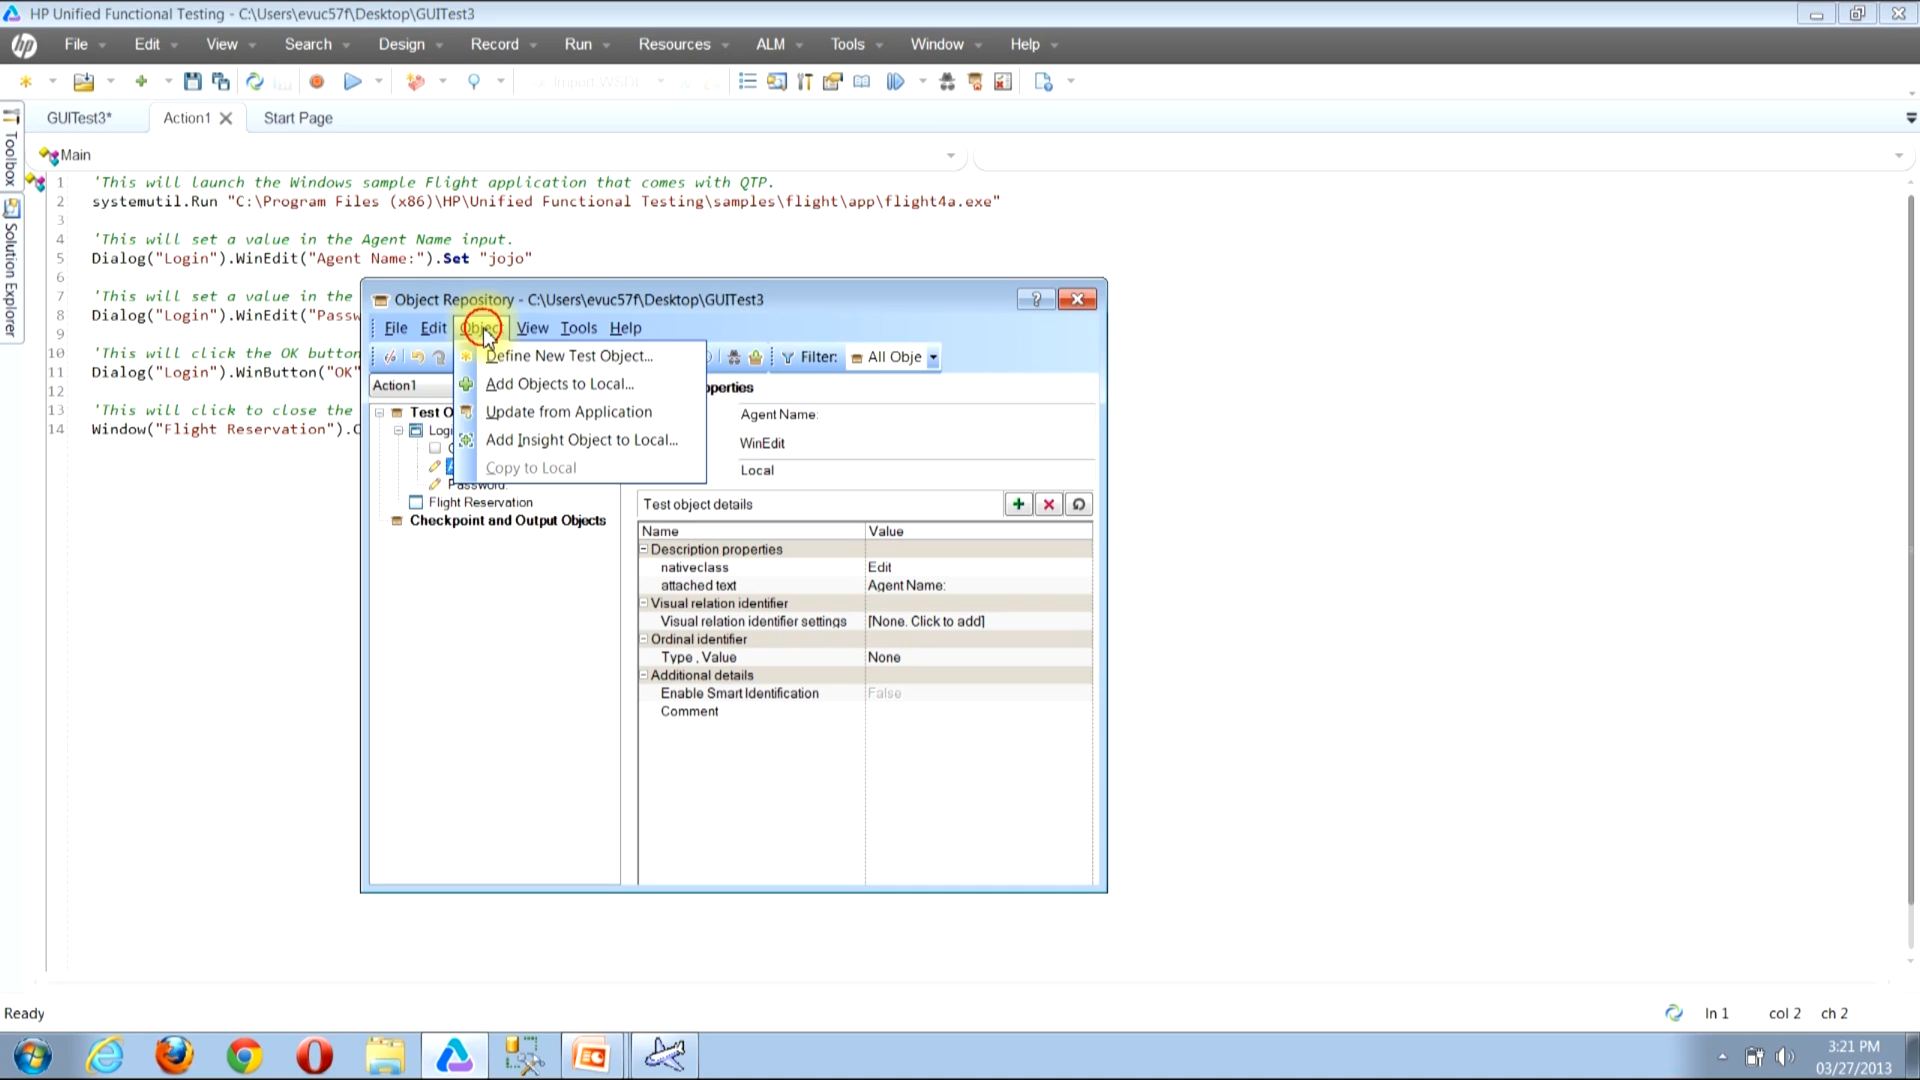 HP Unified Functional Testing - C:\Users\evuc57f\Desktop\GUITest3
hp File Edit View Search Design Record Run Resources ALM Tools Window Help
Import WSDL
GUITest3* Action1 Start Page
Toolbox
Solution Explorer
Main
1 'This will launch the Windows sample Flight application that comes with QTP.
2 systemutil.Run "C:\Program Files (x86)\HP\Unified Functional Testing\samples\flight\app\flight4a.exe"
3
4 'This will set a value in the Agent Name input.
5 Dialog("Login").WinEdit("Agent Name:").Set "jojo"
6
7 'This will set a value in the
8 Dialog("Login").WinEdit("Passw
9
10 'This will click the OK button
11 Dialog("Login").WinButton("OK"
12
13 'This will click to close the
14 Window("Flight Reservation").C
Object Repository - C:\Users\evuc57f\Desktop\GUITest3
File Edit Object View Tools Help
Filter: All Obje
Action1
Define New Test Object...
Add Objects to Local...
Update from Application
Add Insight Object to Local...
Copy to Local
Test O
Logi
Password:
Flight Reservation
Checkpoint and Output Objects
operties
Agent Name:
WinEdit
Local
Test object details
Name Value
Description properties
nativeclass Edit
attached text Agent Name:
Visual relation identifier
Visual relation identifier settings [None. Click to add]
Ordinal identifier
Type , Value None
Additional details
Enable Smart Identification False
Comment
Ready
ln 1 col 2 ch 2
3:21 PM
03/27/2013